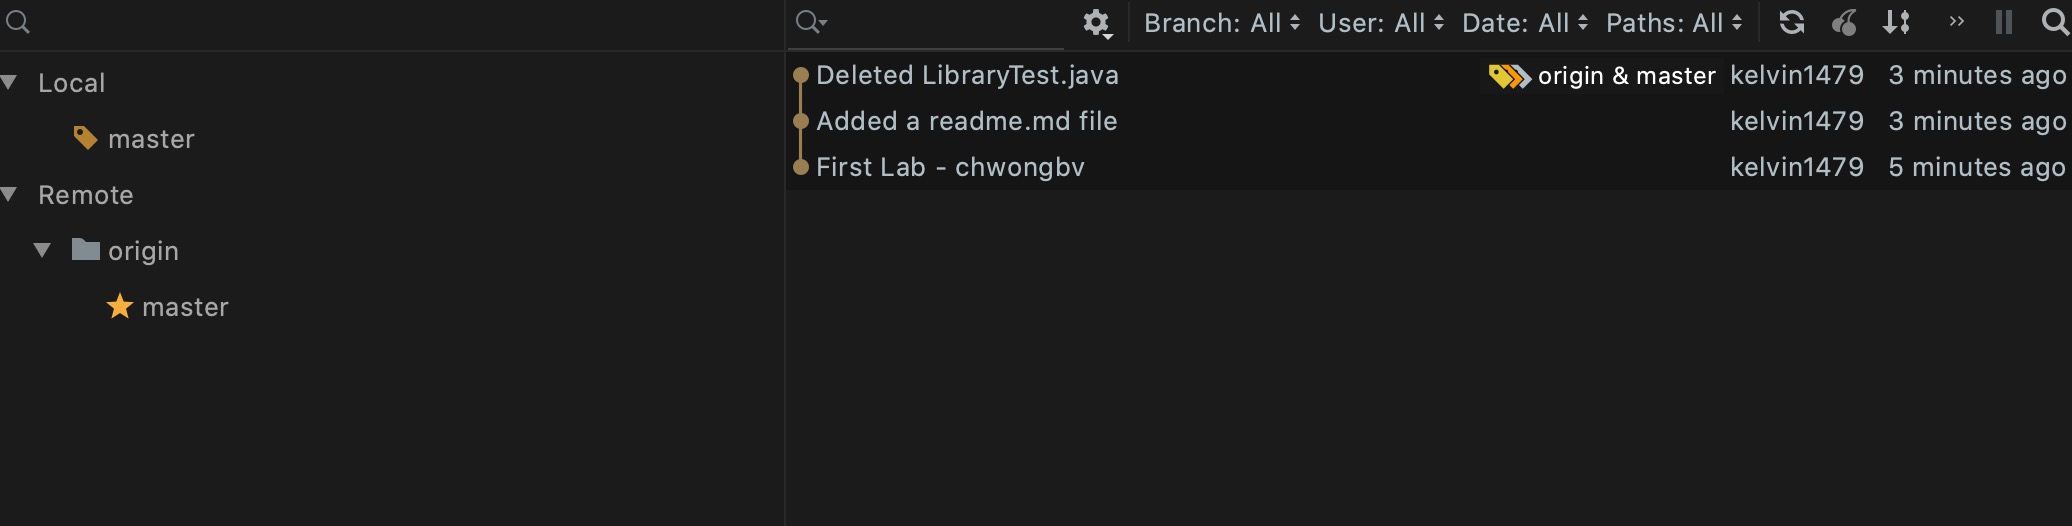 Branch: All User: All Date: All Paths: All
Local
master
Remote
origin
master
Deleted LibraryTest.java origin & master kelvin1479 3 minutes ago
Added a readme.md file kelvin1479 3 minutes ago
First Lab - chwongbv kelvin1479 5 minutes ago